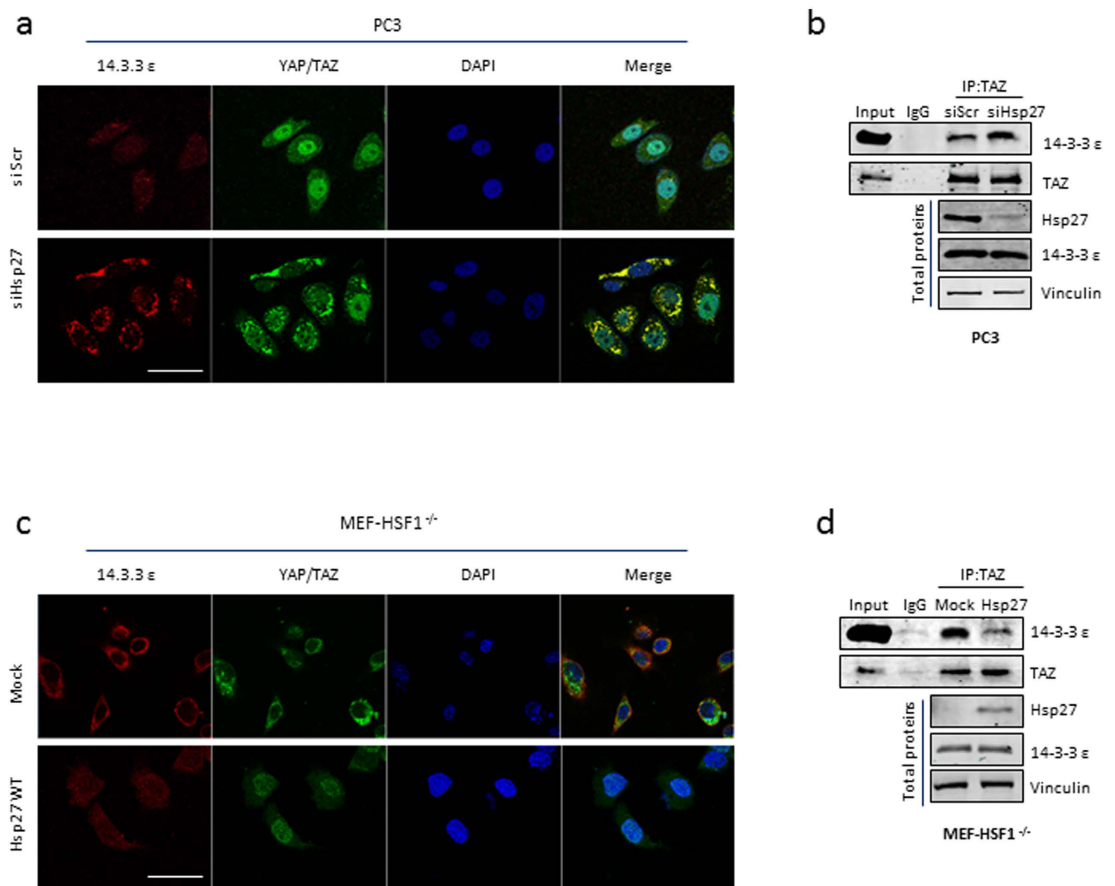 a
PC3
14.3.3 ε YAP/TAZ DAPI Merge
siScr
siHsp27
b
IP:TAZ
Input IgG siScr siHsp27
14-3-3 ε
TAZ
Hsp27
14-3-3 ε
Vinculin
Total proteins
PC3
c
MEF-HSF1 -/-
14.3.3 ε YAP/TAZ DAPI Merge
Mock
Hsp27 WT
d
IP:TAZ
Input IgG Mock Hsp27
14-3-3 ε
TAZ
Hsp27
14-3-3 ε
Vinculin
Total proteins
MEF-HSF1 -/-